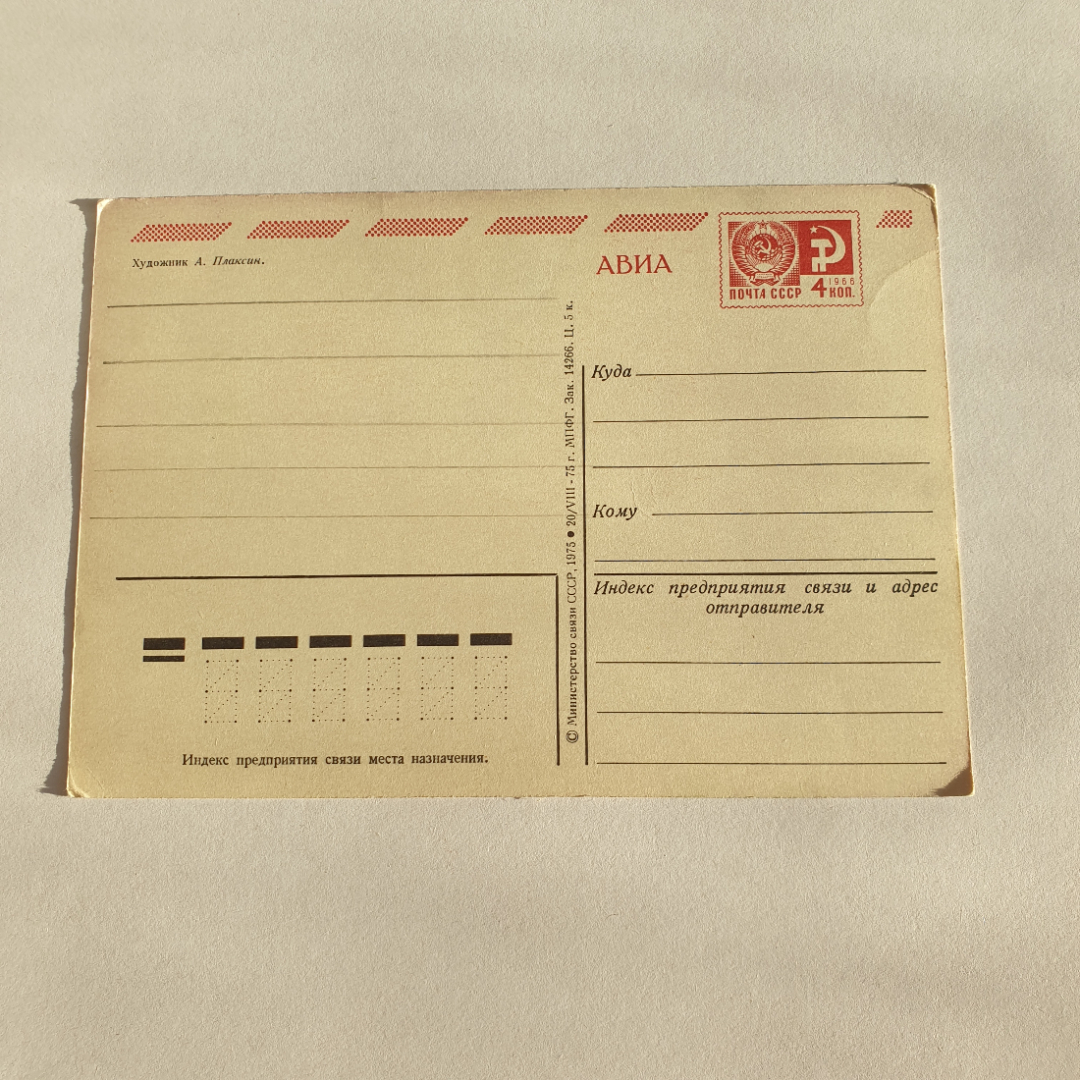 Художник А. Плаксин.
АВИА
ПОЧТА СССР 4 1966 КОП.
Куда
Кому
Индекс предприятия связи и адрес
отправителя
© Министерство связи СССР, 1975 ● 20/VIII - 75 г. МПФГ. Зак. 14266. Ц. 5 к.
Индекс предприятия связи места назначения.